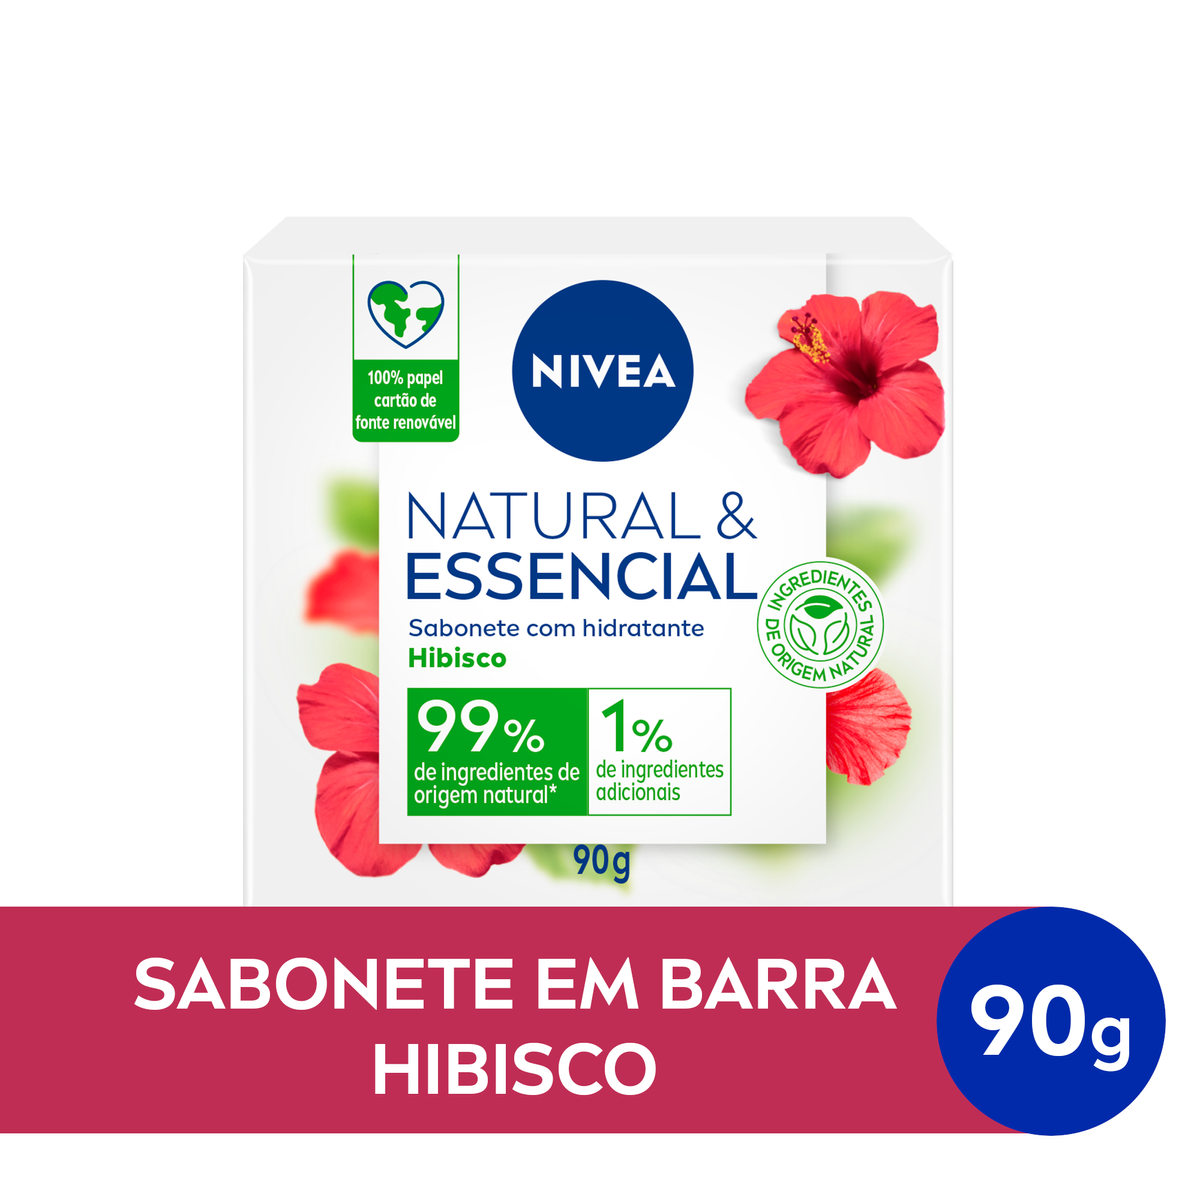 100% papel
cartão de
fonte renovável
NIVEA
NATURAL &
ESSENCIAL
Sabonete com hidratante
Hibisco
INGREDIENTES
DE ORIGEM NATURAL
99%
de ingredientes de
origem natural*
1%
de ingredientes
adicionais
90g
SABONETE EM BARRA
HIBISCO
90g